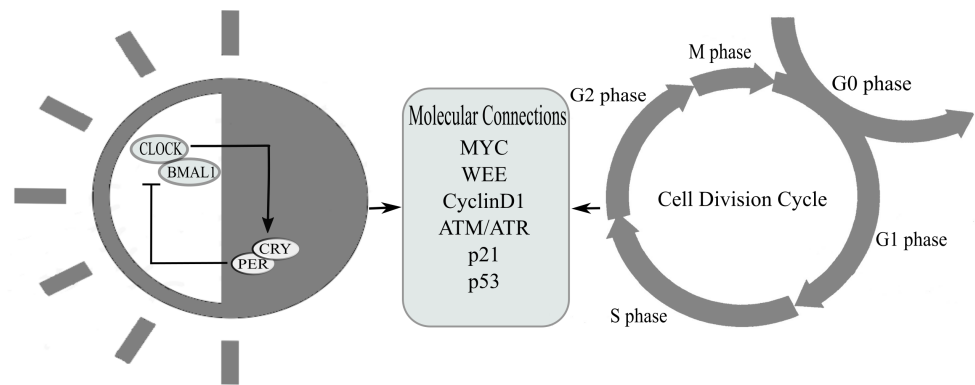 CLOCK
BMAL1
CRY
PER
Molecular Connections
MYC
WEE
CyclinD1
ATM/ATR
p21
p53
M phase
G2 phase
G0 phase
Cell Division Cycle
G1 phase
S phase